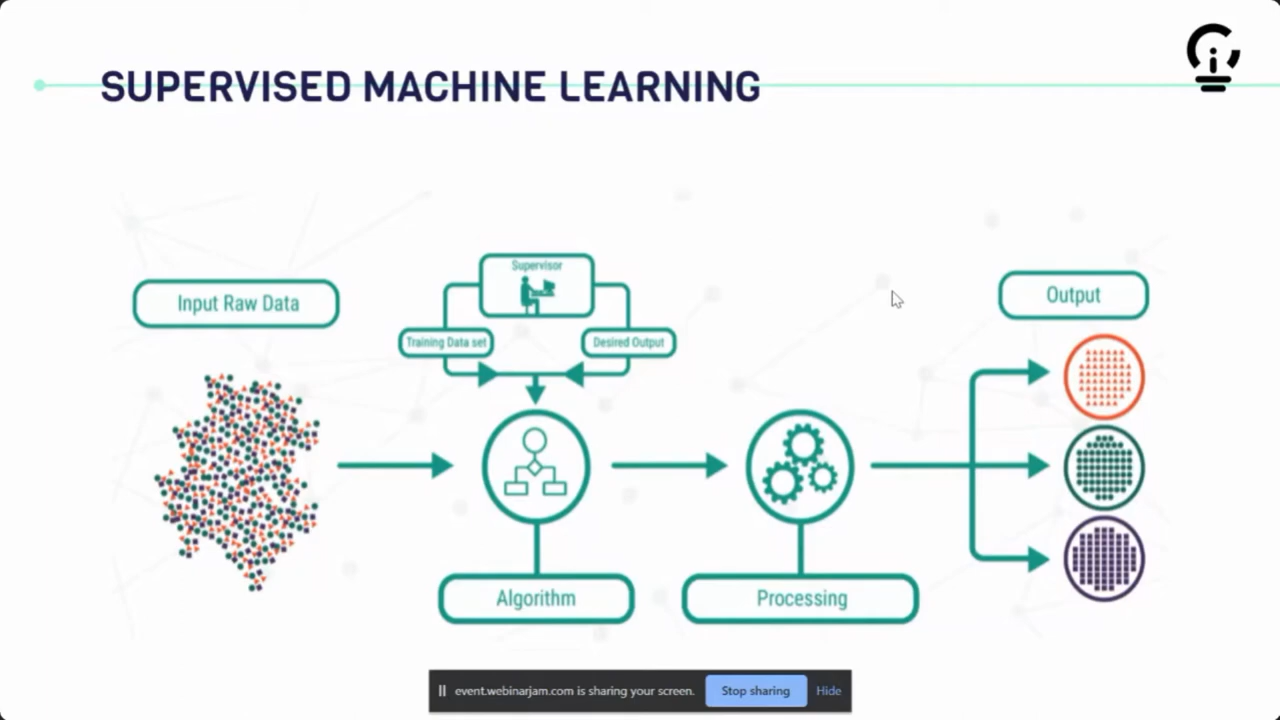 SUPERVISED MACHINE LEARNING
Supervisor
Input Raw Data
Output
Training Data set
Desired Output
Algorithm
Processing
event.webinarjam.com is sharing your screen.
Stop sharing
Hide